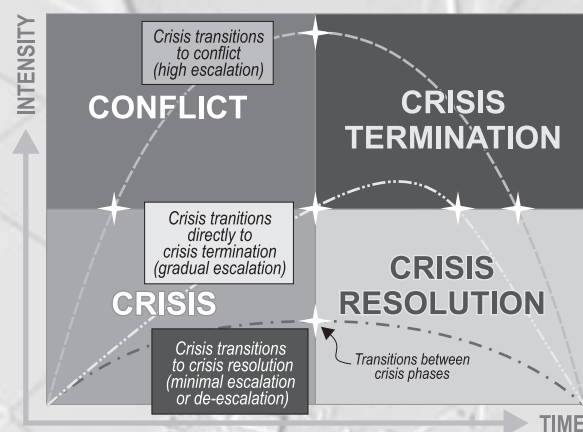 INTENSITY
Crisis transitions
to conflict
(high escalation)
CONFLICT
CRISIS
TERMINATION
Crisis tranitions
directly to
crisis termination
(gradual escalation)
CRISIS
CRISIS
RESOLUTION
Crisis transitions
to crisis resolution
(minimal escalation
or de-escalation)
Transitions between
crisis phases
TIME